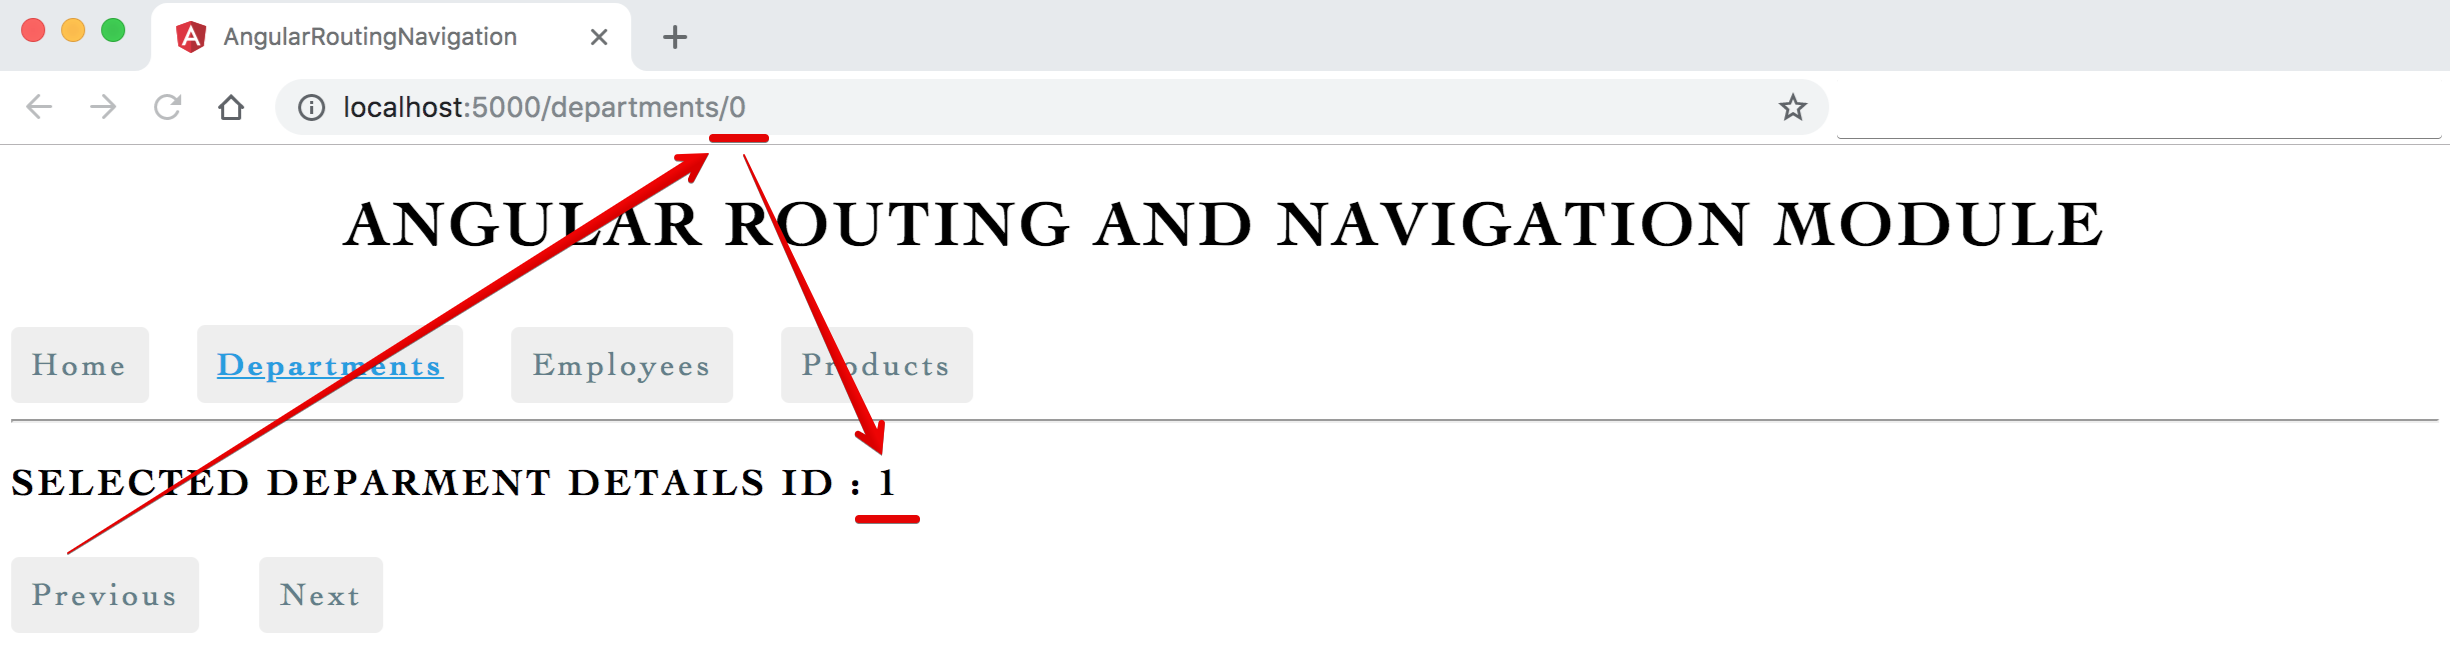 AngularRoutingNavigation
localhost:5000/departments/0
ANGULAR ROUTING AND NAVIGATION MODULE
Home Departments Employees Products
SELECTED DEPARMENT DETAILS ID : 1
Previous Next